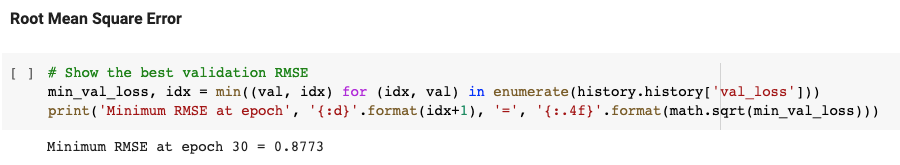 Root Mean Square Error
[ ] # Show the best validation RMSE
min_val_loss, idx = min((val, idx) for (idx, val) in enumerate(history.history['val_loss']))
print('Minimum RMSE at epoch', '{:d}'.format(idx+1), '=', '{:.4f}'.format(math.sqrt(min_val_loss)))
Minimum RMSE at epoch 30 = 0.8773